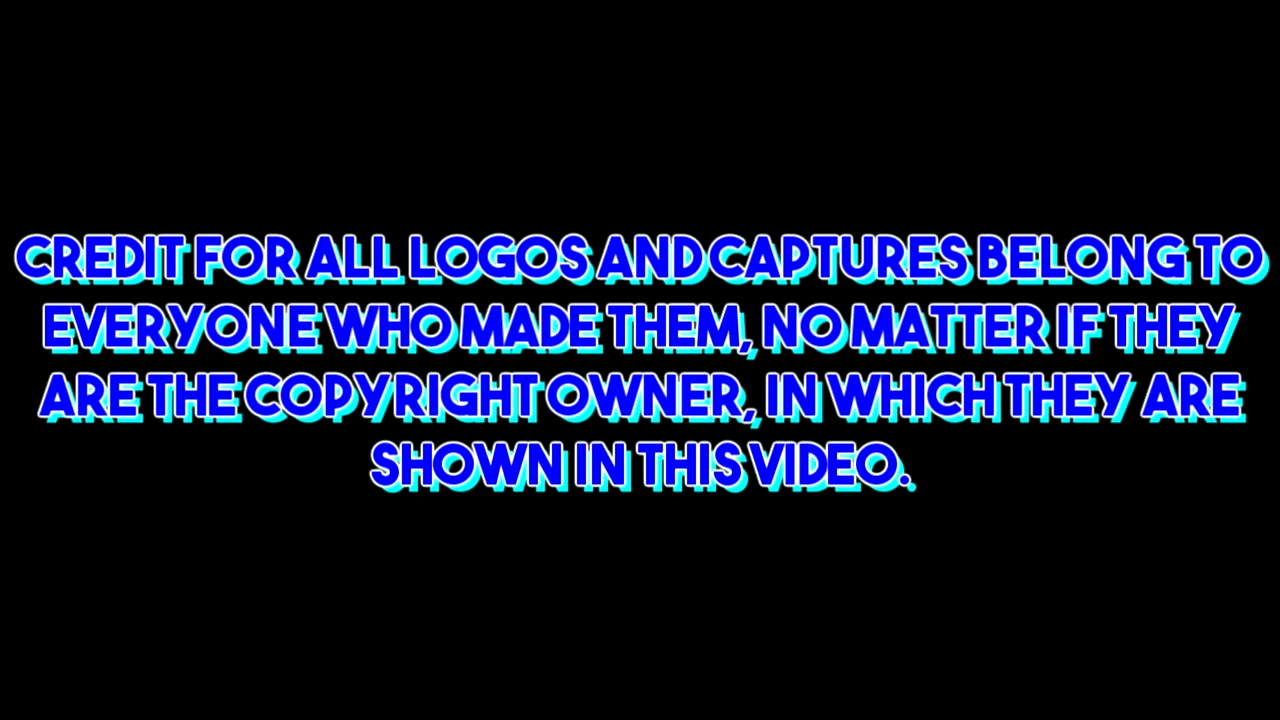 CREDIT FOR ALL LOGOS AND CAPTURES BELONG TO
EVERYONE WHO MADE THEM, NO MATTER IF THEY
ARE THE COPYRIGHT OWNER, IN WHICH THEY ARE
SHOWN IN THIS VIDEO.